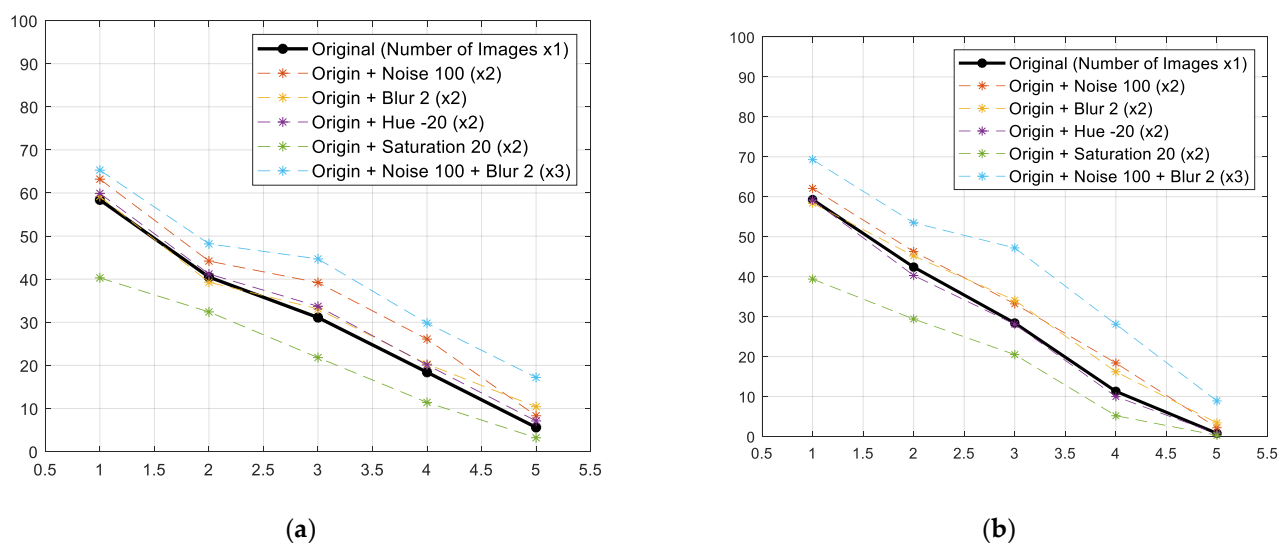 100
90
80
70
60
50
40
30
20
10
0
0.5 1 1.5 2 2.5 3 3.5 4 4.5 5 5.5
Original (Number of Images x1)
Origin + Noise 100 (x2)
Origin + Blur 2 (x2)
Origin + Hue -20 (x2)
Origin + Saturation 20 (x2)
Origin + Noise 100 + Blur 2 (x3)
(a)
100
90
80
70
60
50
40
30
20
10
0
0.5 1 1.5 2 2.5 3 3.5 4 4.5 5 5.5
Original (Number of Images x1)
Origin + Noise 100 (x2)
Origin + Blur 2 (x2)
Origin + Hue -20 (x2)
Origin + Saturation 20 (x2)
Origin + Noise 100 + Blur 2 (x3)
(b)